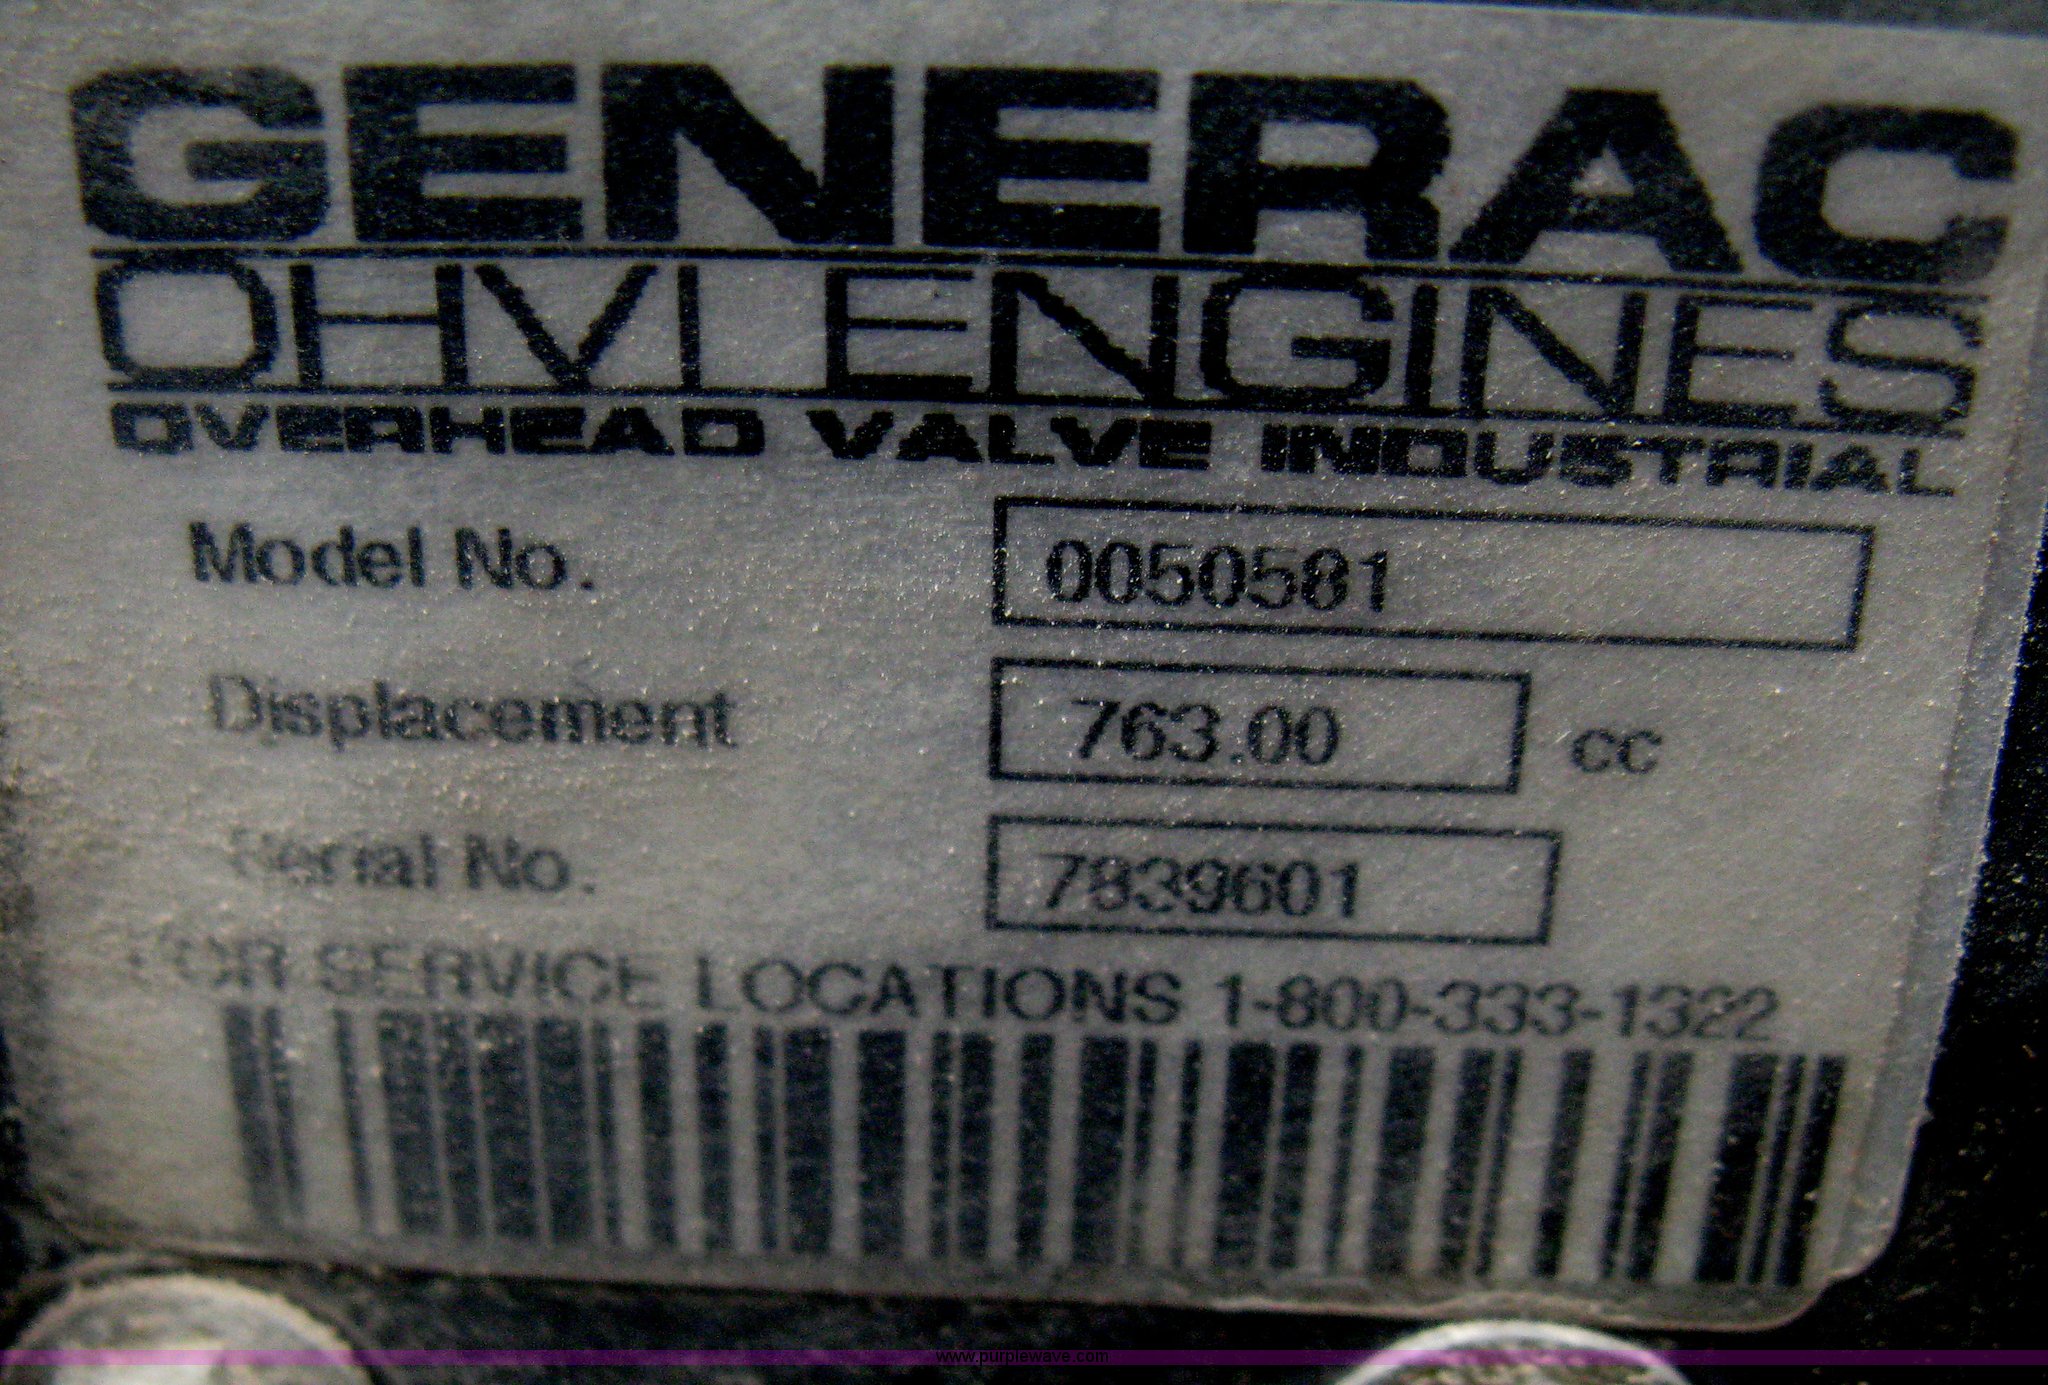 GENERAC
OHVI ENGINES
OVERHEAD VALVE INDUSTRIAL
Model No. 0050581
Displacement 763.00 cc
Serial No. 7839601
FOR SERVICE LOCATIONS 1-800-333-1322
www.purplewave.com